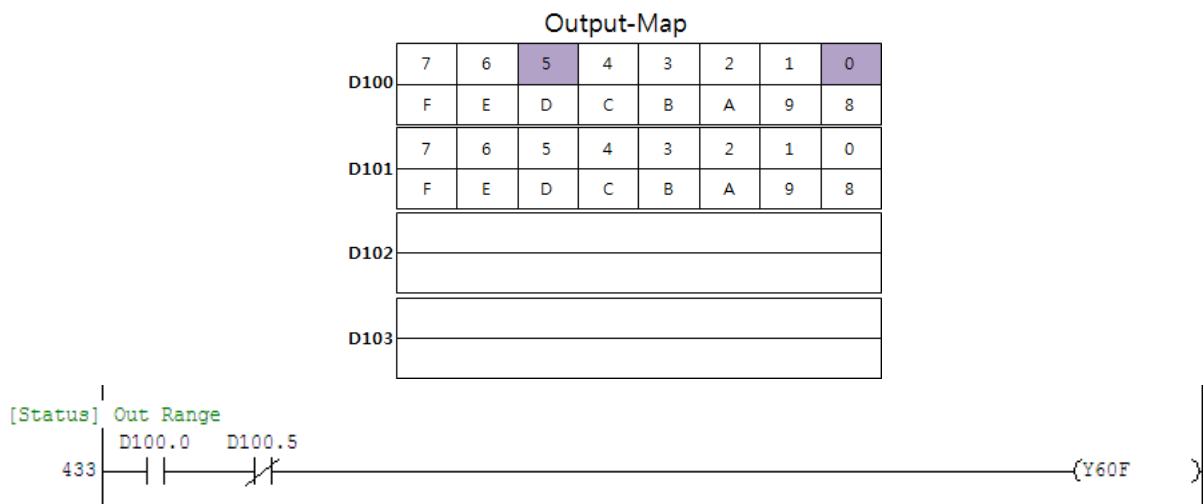 Output-Map
D100
7 6 5 4 3 2 1 0
F E D C B A 9 8
D101
7 6 5 4 3 2 1 0
F E D C B A 9 8
D102
D103
[Status] Out Range
D100.0 D100.5
433 Y60F